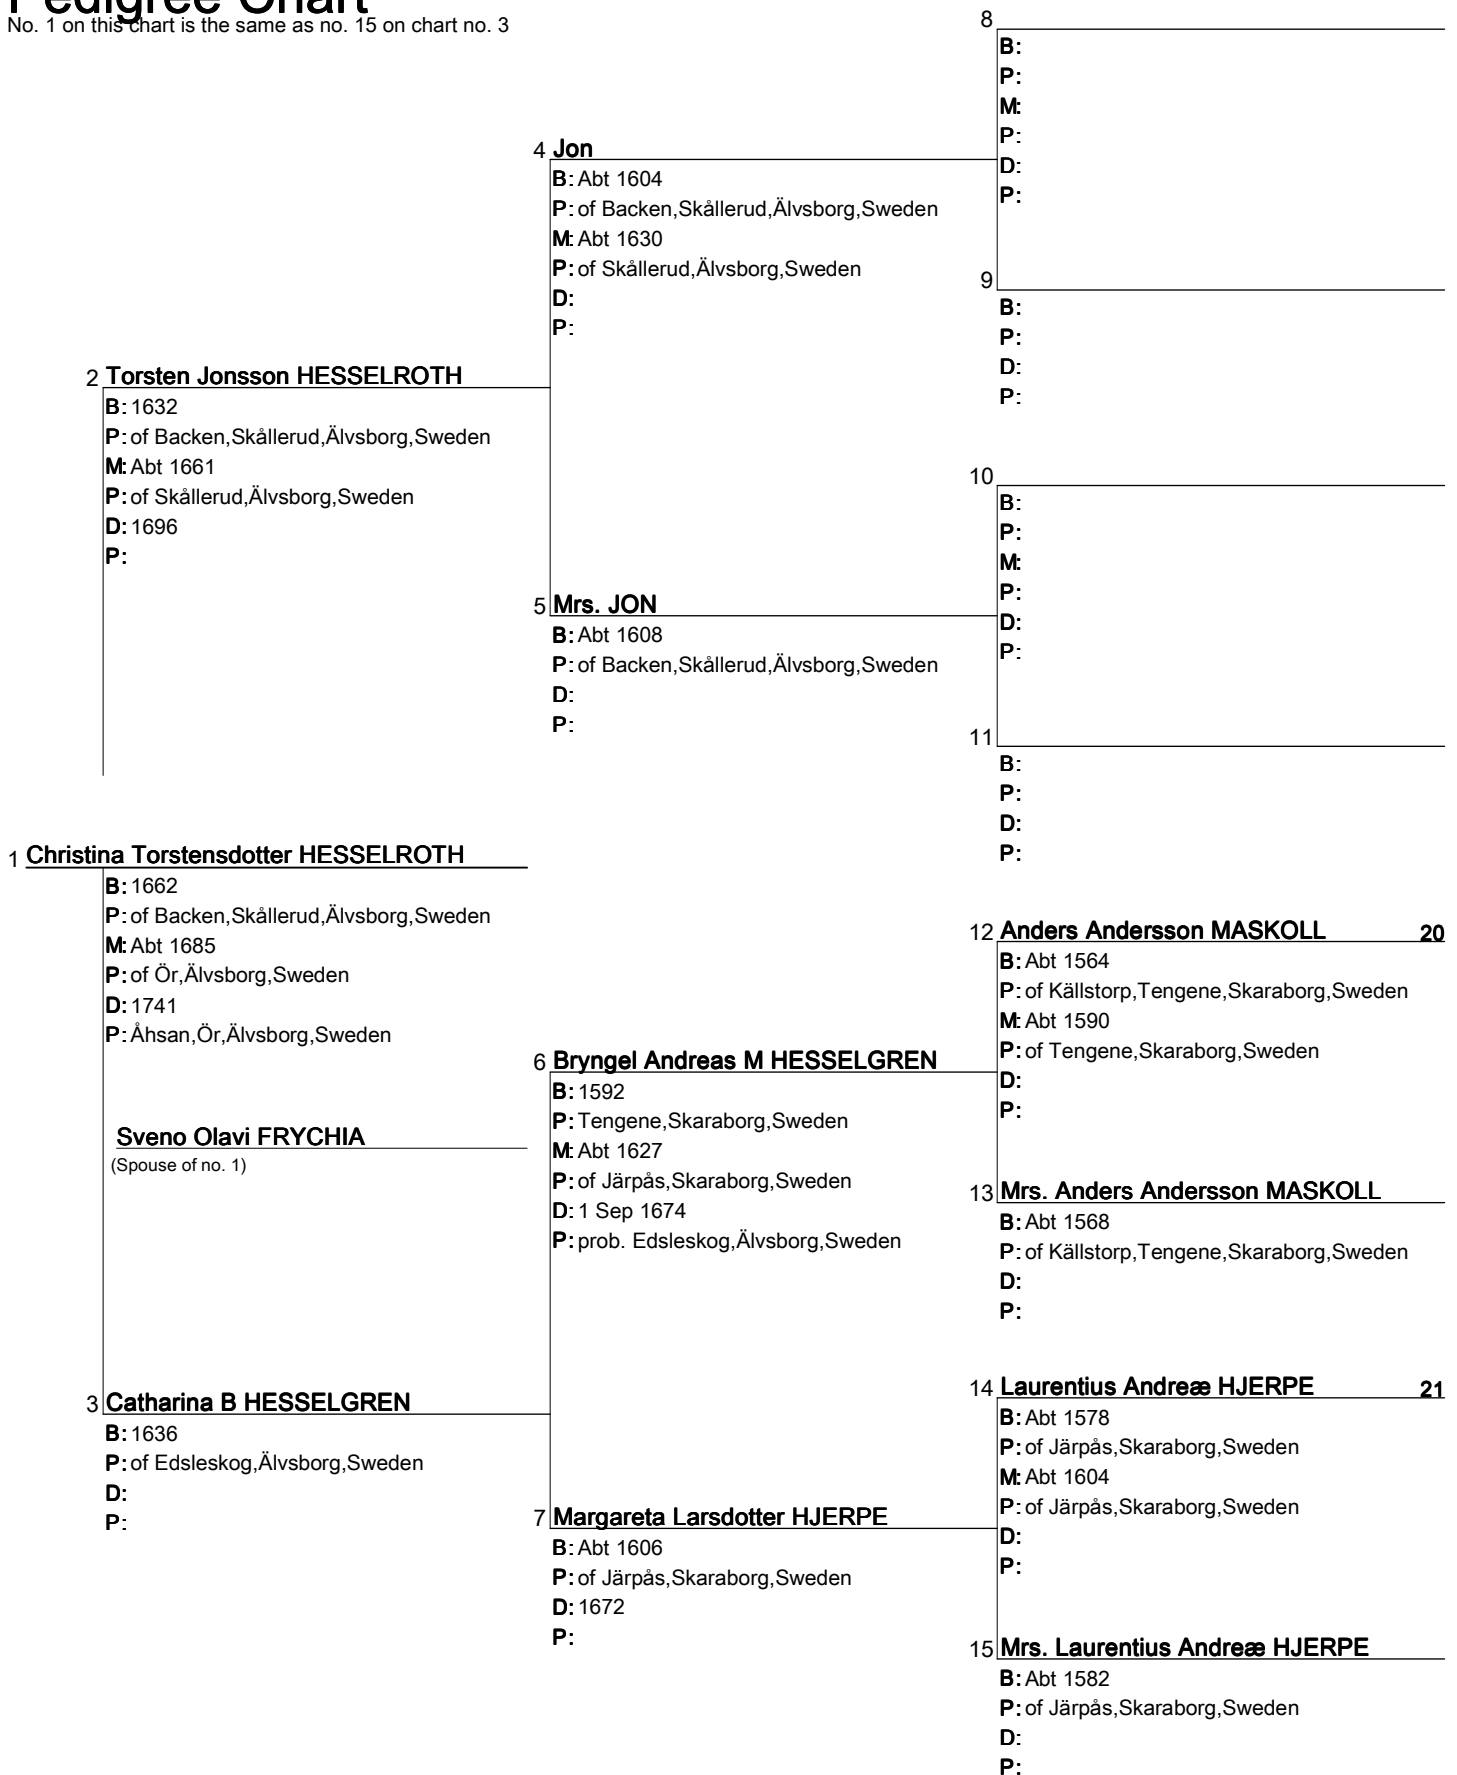 Pedigree Chart
No. 1 on this chart is the same as no. 15 on chart no. 3
8
B:
P:
M:
P:
D:
P:
4 Jon
B: Abt 1604
P: of Backen,Skållerud,Älvsborg,Sweden
M: Abt 1630
P: of Skållerud,Älvsborg,Sweden
D:
P:
9
B:
P:
D:
P:
2 Torsten Jonsson HESSELROTH
B: 1632
P: of Backen,Skållerud,Älvsborg,Sweden
M: Abt 1661
P: of Skållerud,Älvsborg,Sweden
D: 1696
P:
10
B:
P:
M:
P:
D:
P:
5 Mrs. JON
B: Abt 1608
P: of Backen,Skållerud,Älvsborg,Sweden
D:
P:
11
B:
P:
D:
P:
1 Christina Torstensdotter HESSELROTH
B: 1662
P: of Backen,Skållerud,Älvsborg,Sweden
M: Abt 1685
P: of Ör,Älvsborg,Sweden
D: 1741
P: Åhsan,Ör,Älvsborg,Sweden
Sveno Olavi FRYCHIA
(Spouse of no. 1)
12 Anders Andersson MASKOLL 20
B: Abt 1564
P: of Källstorp,Tengene,Skaraborg,Sweden
M: Abt 1590
P: of Tengene,Skaraborg,Sweden
D:
P:
6 Bryngel Andreas M HESSELGREN
B: 1592
P: Tengene,Skaraborg,Sweden
M: Abt 1627
P: of Järpås,Skaraborg,Sweden
D: 1 Sep 1674
P: prob. Edsleskog,Älvsborg,Sweden
13 Mrs. Anders Andersson MASKOLL
B: Abt 1568
P: of Källstorp,Tengene,Skaraborg,Sweden
D:
P:
3 Catharina B HESSELGREN
B: 1636
P: of Edsleskog,Älvsborg,Sweden
D:
P:
14 Laurentius Andreæ HJERPE 21
B: Abt 1578
P: of Järpås,Skaraborg,Sweden
M: Abt 1604
P: of Järpås,Skaraborg,Sweden
D:
P:
7 Margareta Larsdotter HJERPE
B: Abt 1606
P: of Järpås,Skaraborg,Sweden
D: 1672
P:
15 Mrs. Laurentius Andreæ HJERPE
B: Abt 1582
P: of Järpås,Skaraborg,Sweden
D:
P: